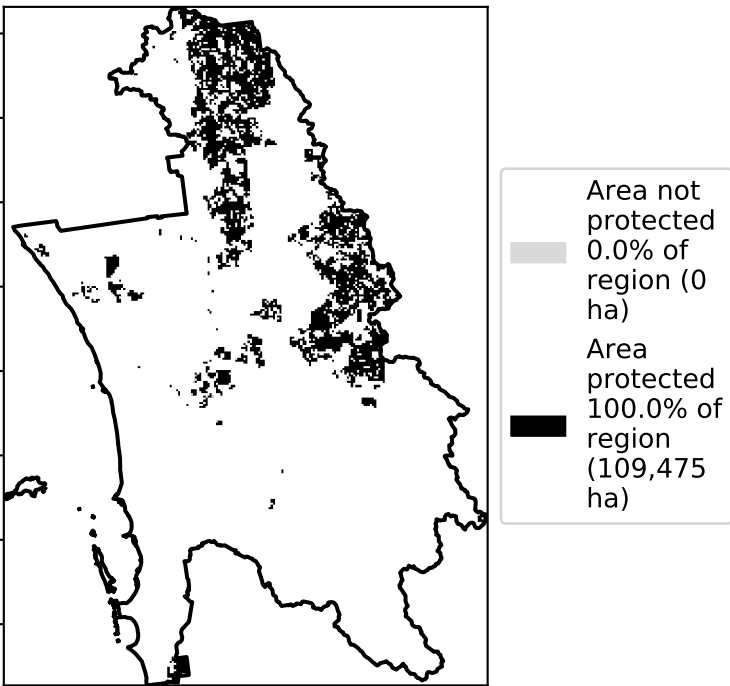 Area not
protected
0.0% of
region (0
ha)
Area
protected
100.0% of
region
(109,475
ha)